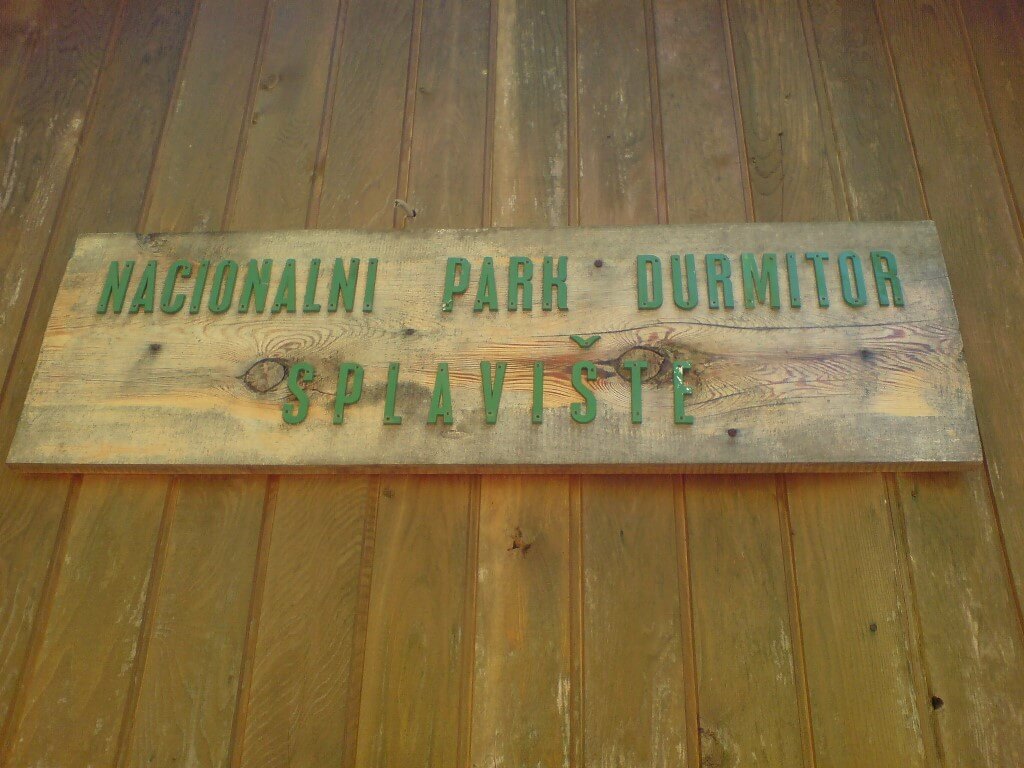 NACIONALNI PARK DURMITOR
SPLAVIŠTE